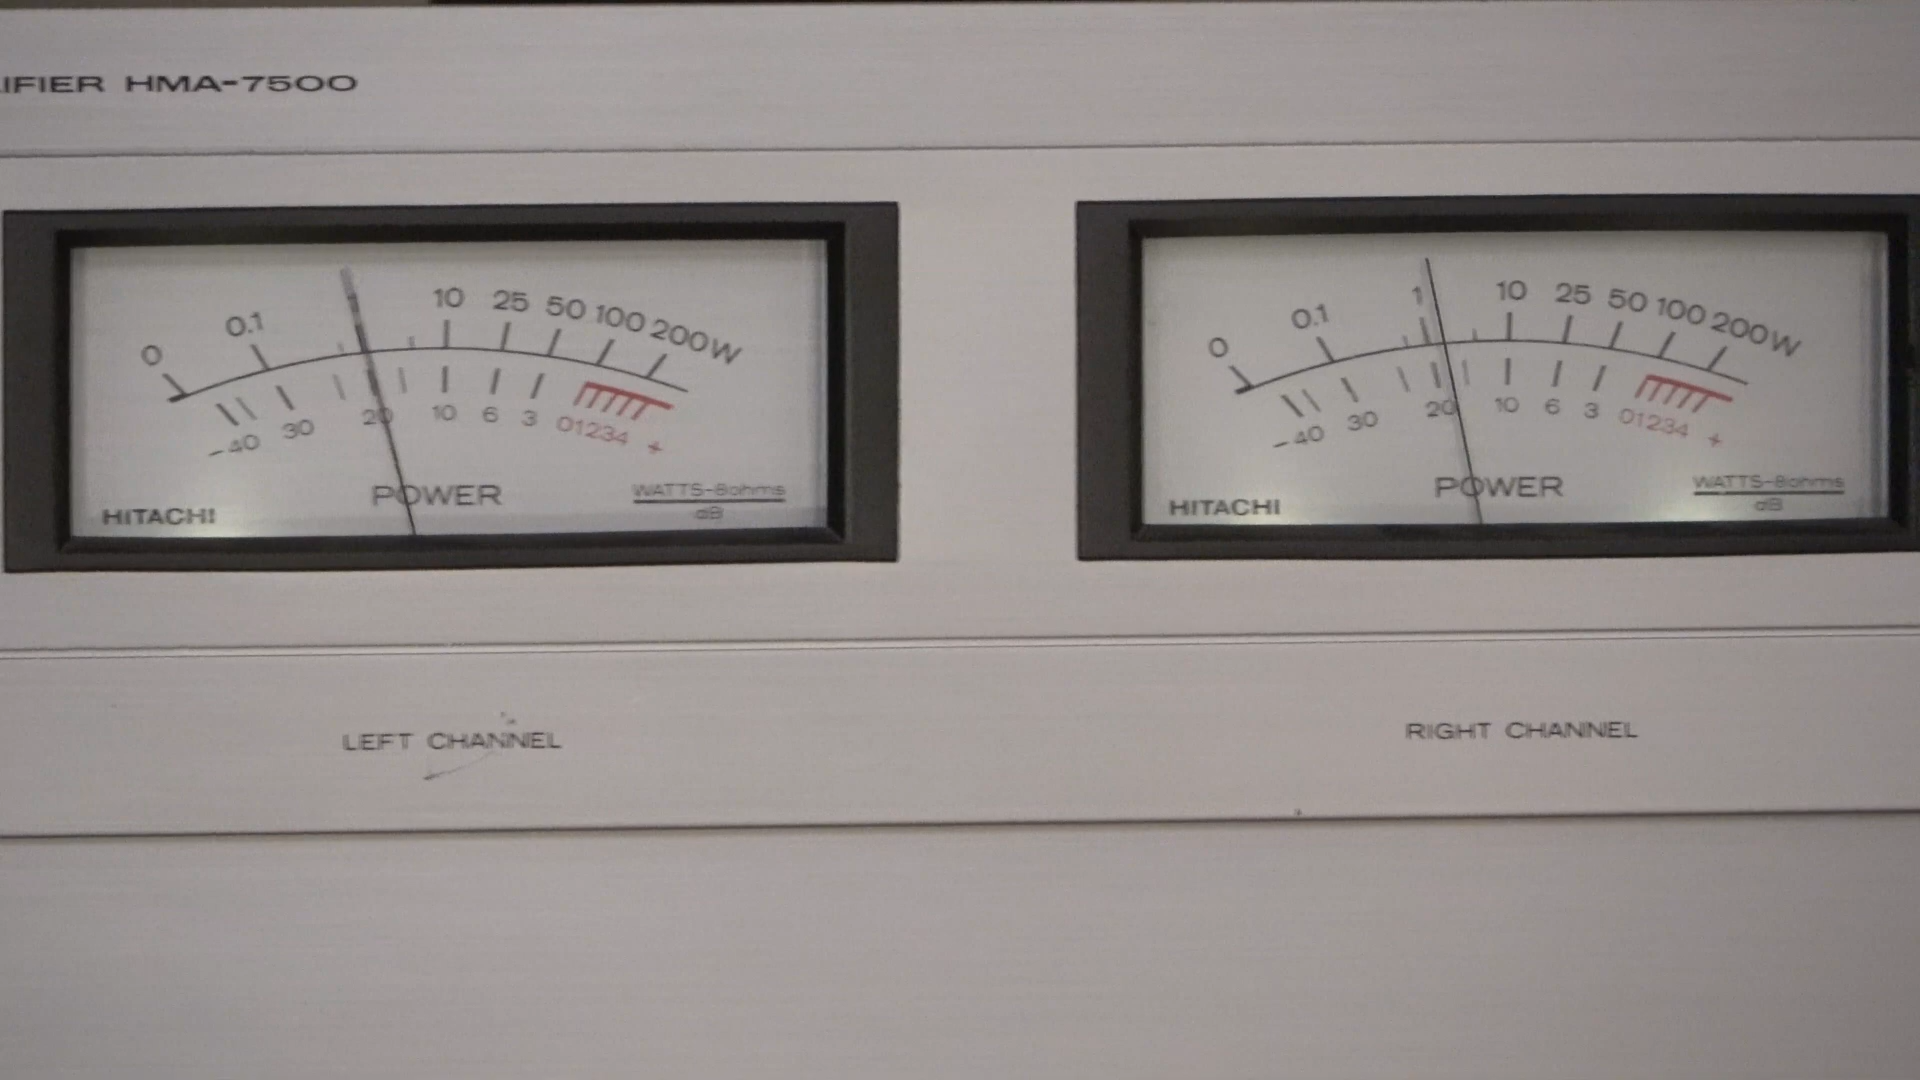 IFIER HMA-7500
0 0.1 10 25 50 100 200W
-40 30 20 10 6 3 01234 +
POWER
WATTS-8ohms
dB
HITACHI
LEFT CHANNEL
0 0.1 1 10 25 50 100 200W
-40 30 20 10 6 3 01234 +
POWER
WATTS-8ohms
dB
HITACHI
RIGHT CHANNEL